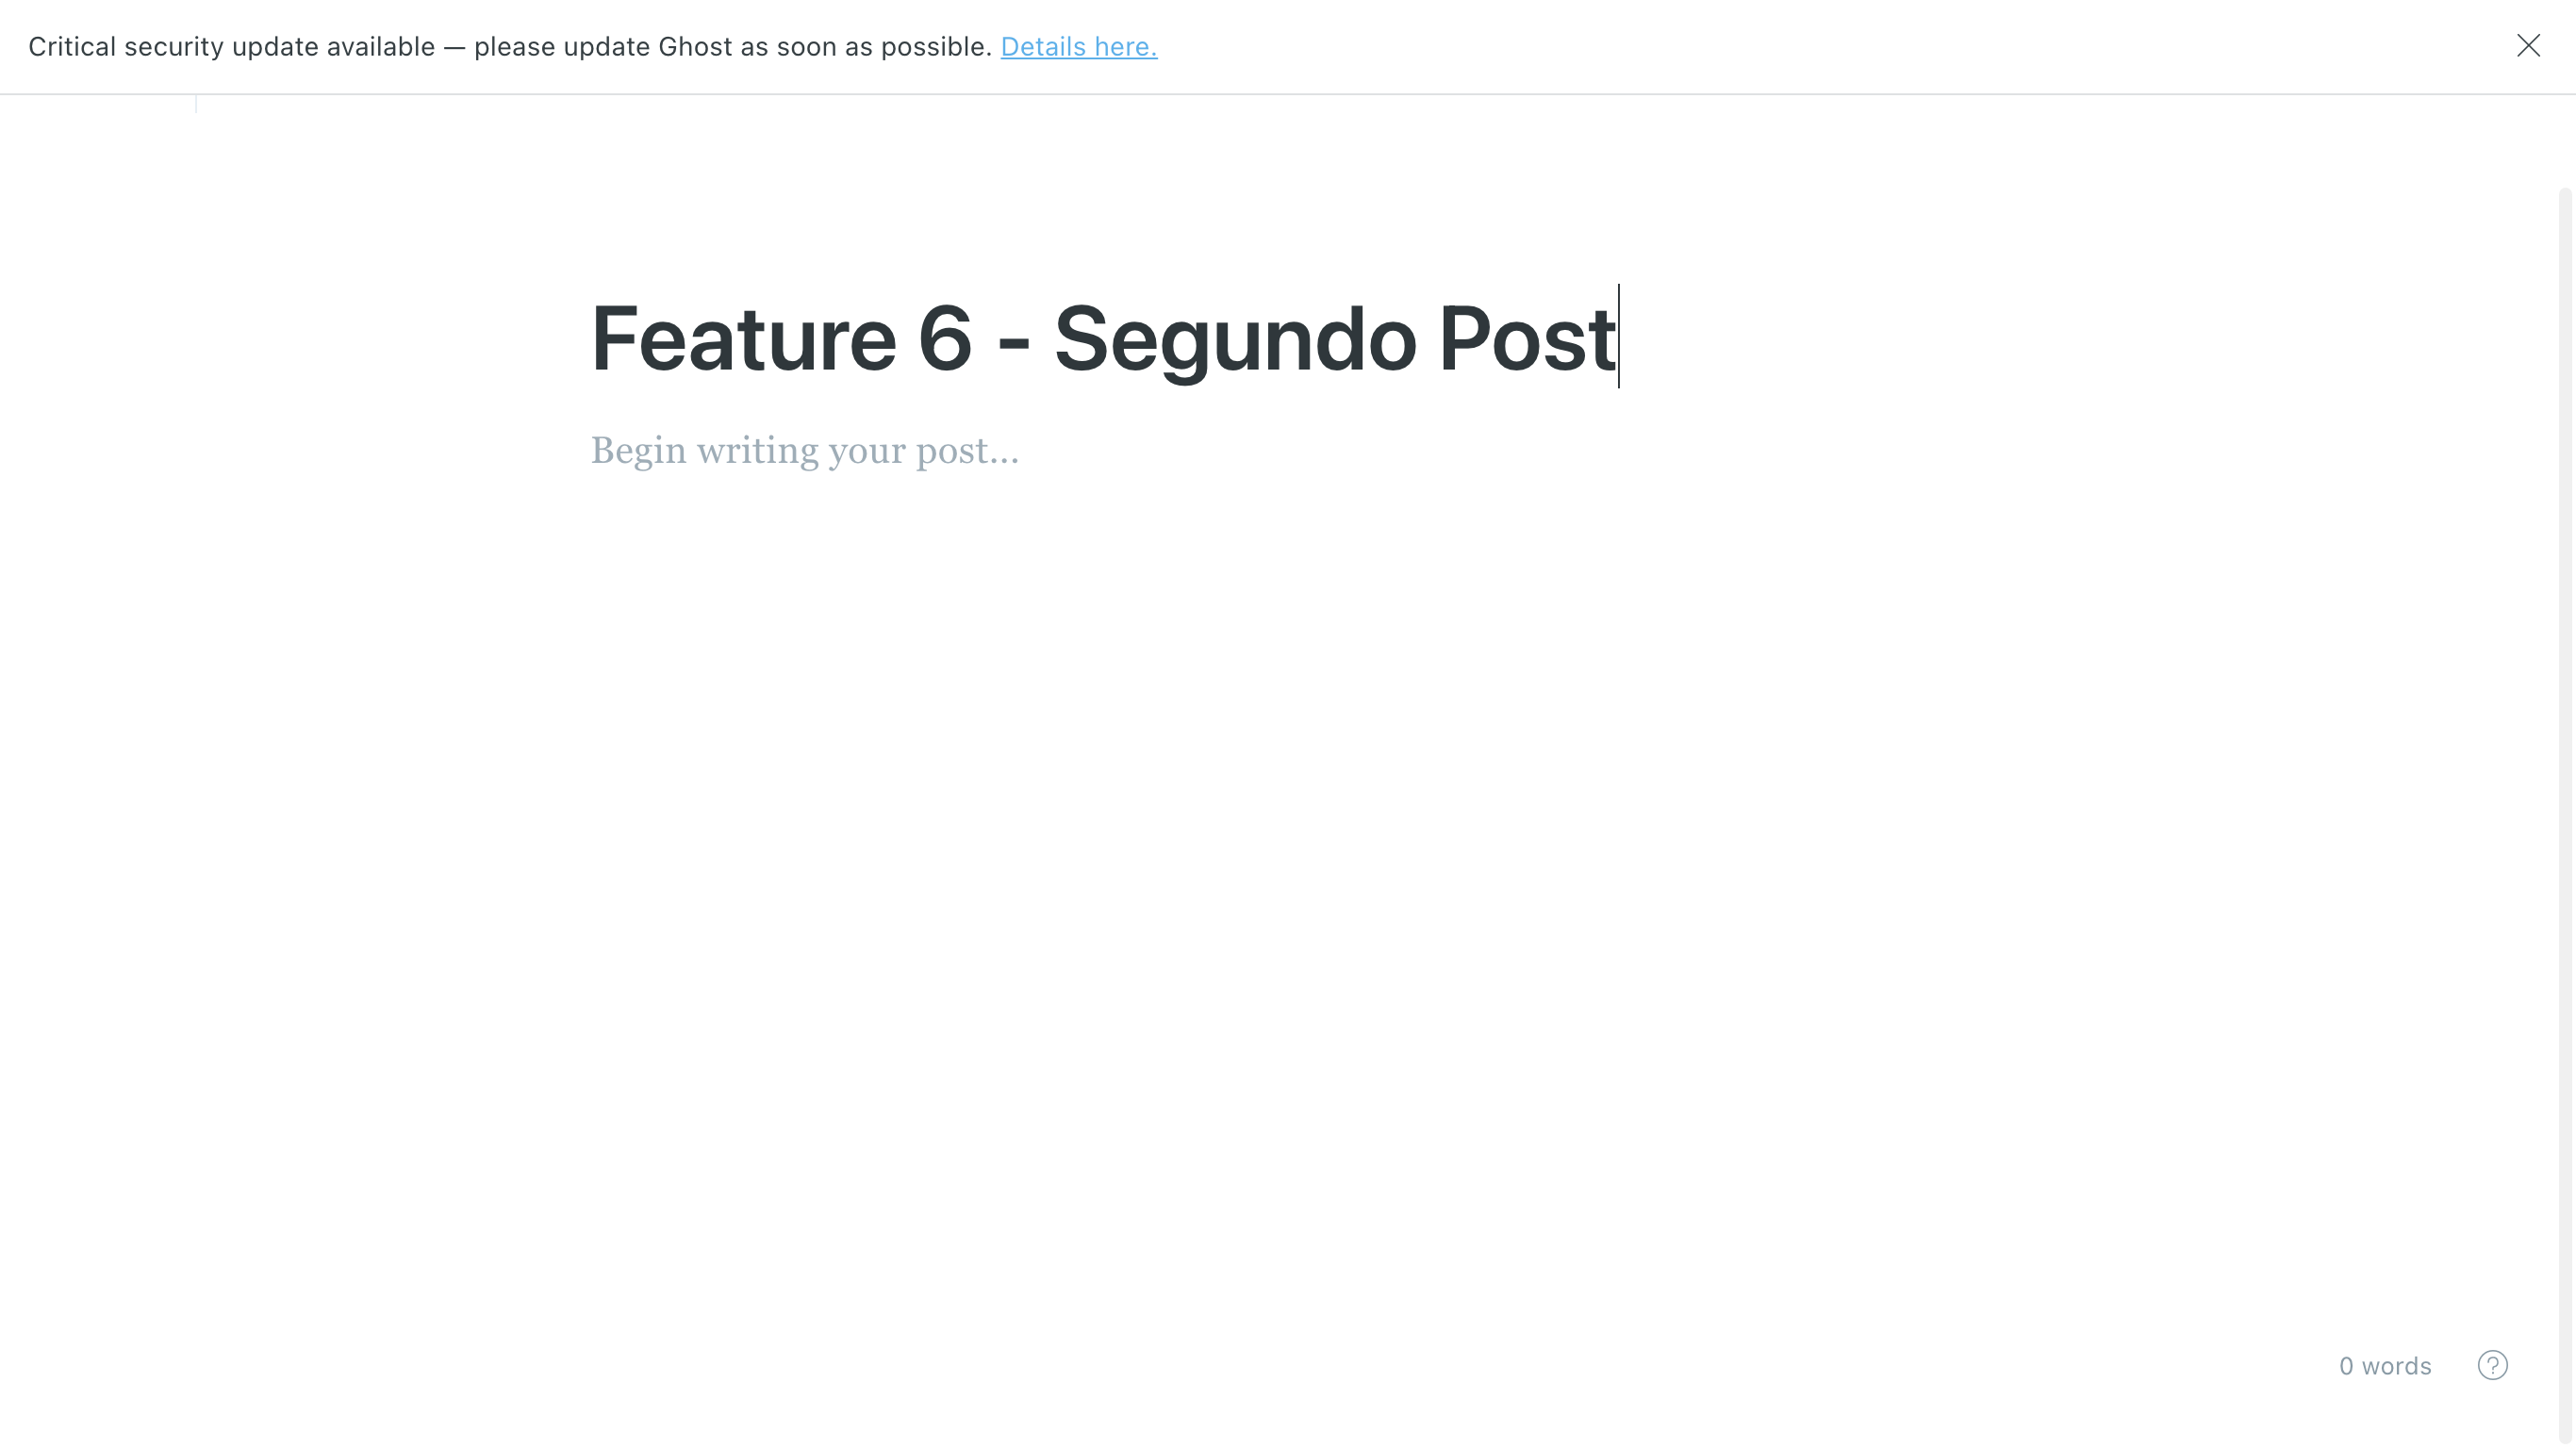 Critical security update available — please update Ghost as soon as possible. Details here.
Feature 6 - Segundo Post
Begin writing your post...
0 words
?